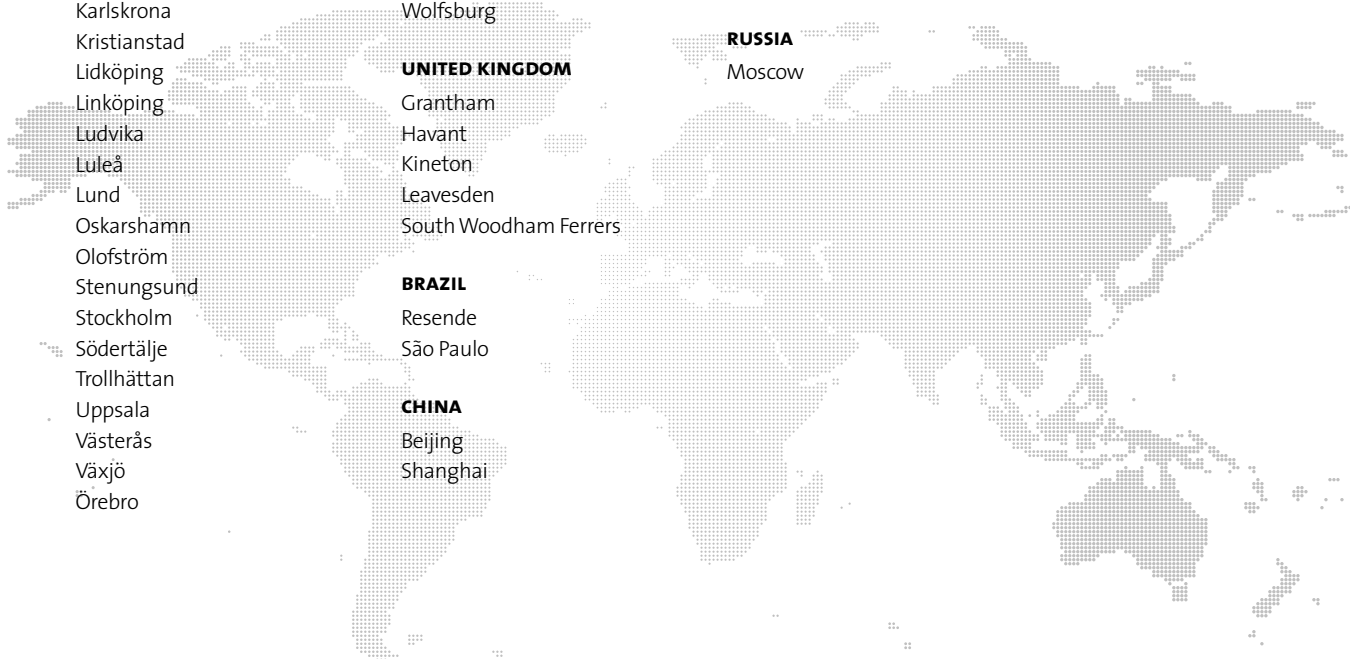 Karlskrona
Kristianstad
Lidköping
Linköping
Ludvika
Luleå
Lund
Oskarshamn
Olofström
Stenungsund
Stockholm
Södertälje
Trollhättan
Uppsala
Västerås
Växjö
Örebro
Wolfsburg
UNITED KINGDOM
Grantham
Havant
Kineton
Leavesden
South Woodham Ferrers
BRAZIL
Resende
São Paulo
CHINA
Beijing
Shanghai
RUSSIA
Moscow